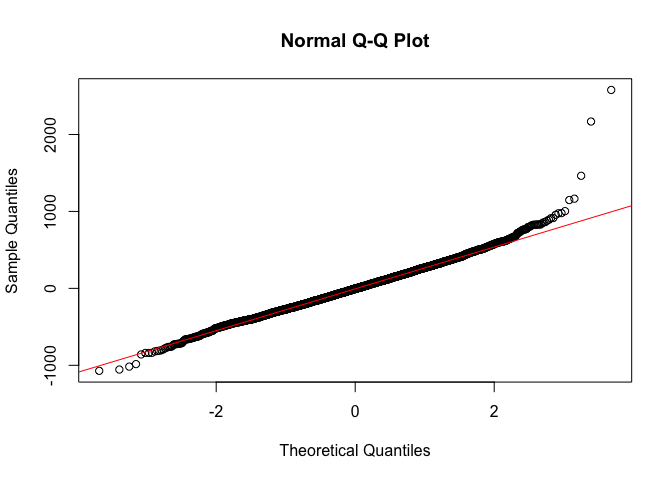 Normal Q-Q Plot
Sample Quantiles
2000
1000
0
-1000
-2 0 2
Theoretical Quantiles